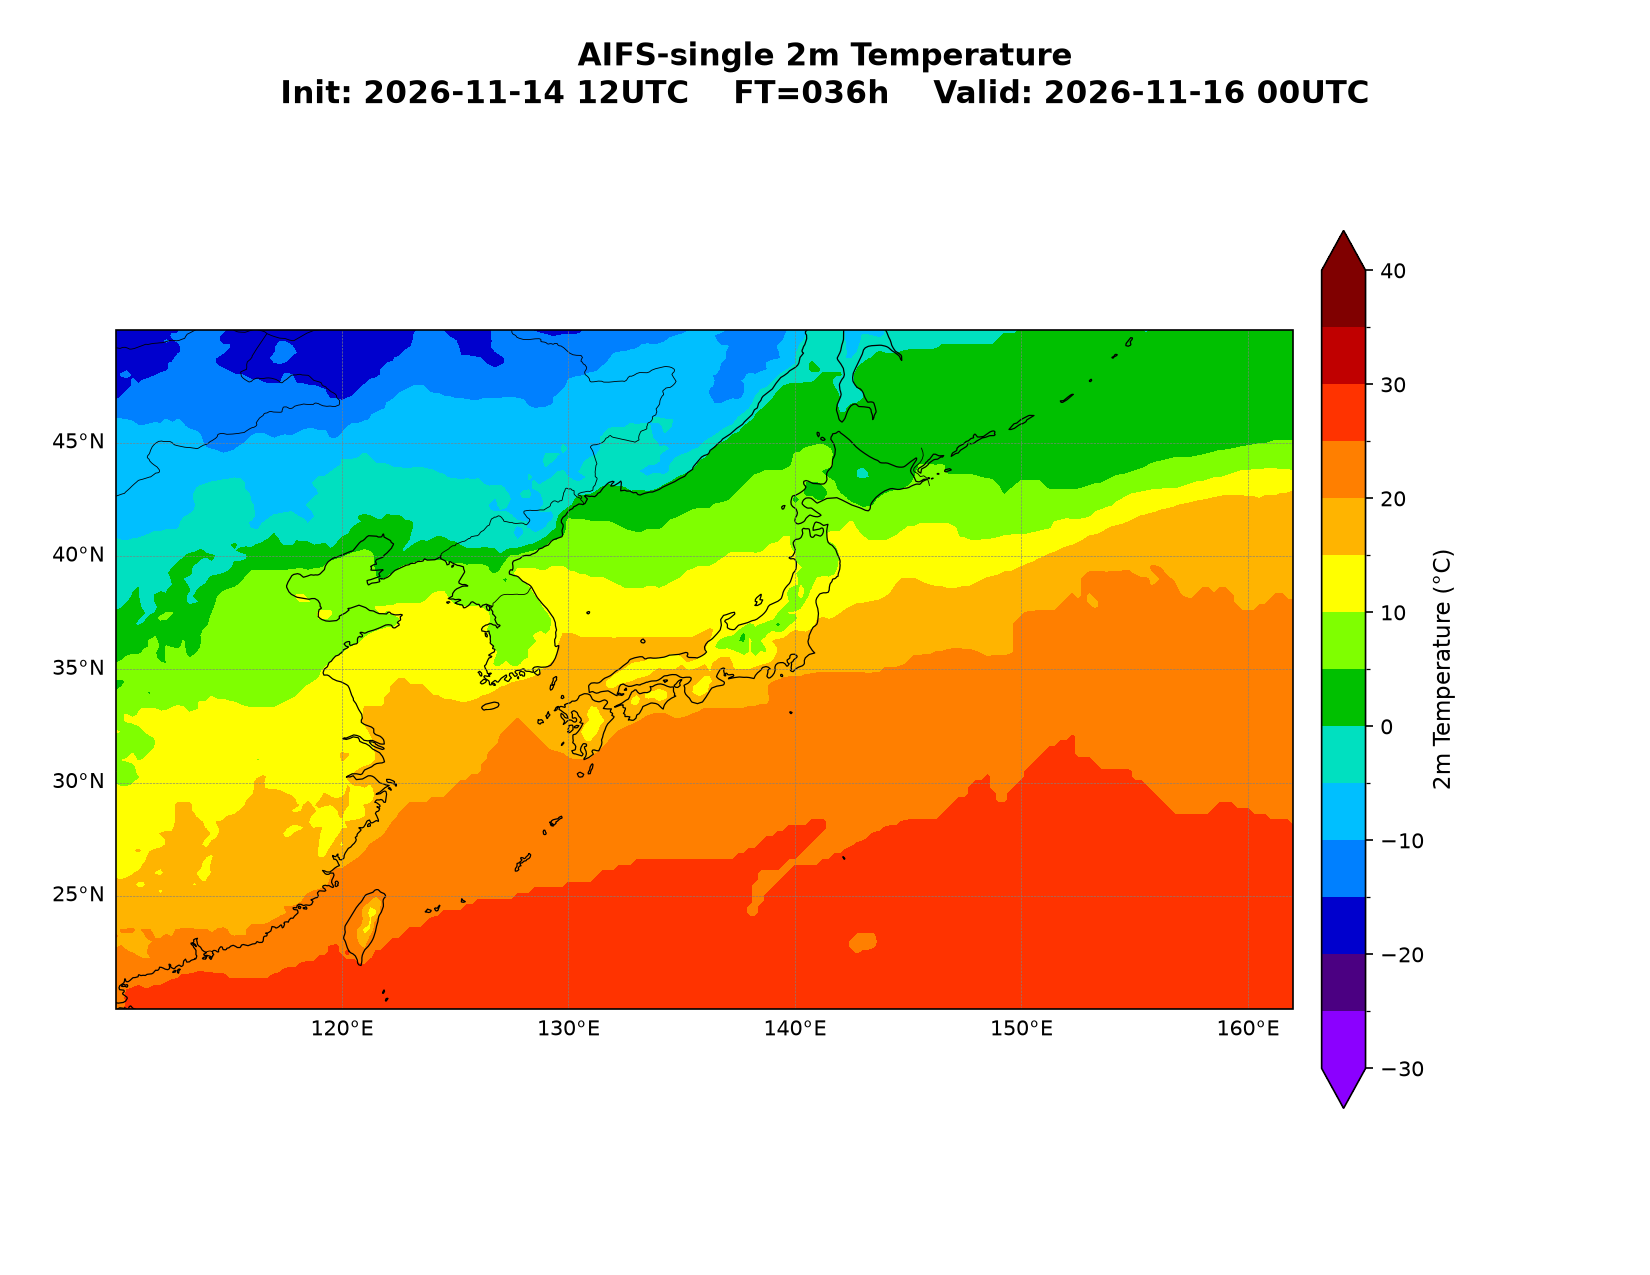 AIFS-single 2m Temperature
Init: 2026-11-14 12UTC    FT=036h    Valid: 2026-11-16 00UTC
45°N
40°N
35°N
30°N
25°N
120°E
130°E
140°E
150°E
160°E
40
30
20
10
0
−10
−20
−30
2m Temperature (°C)